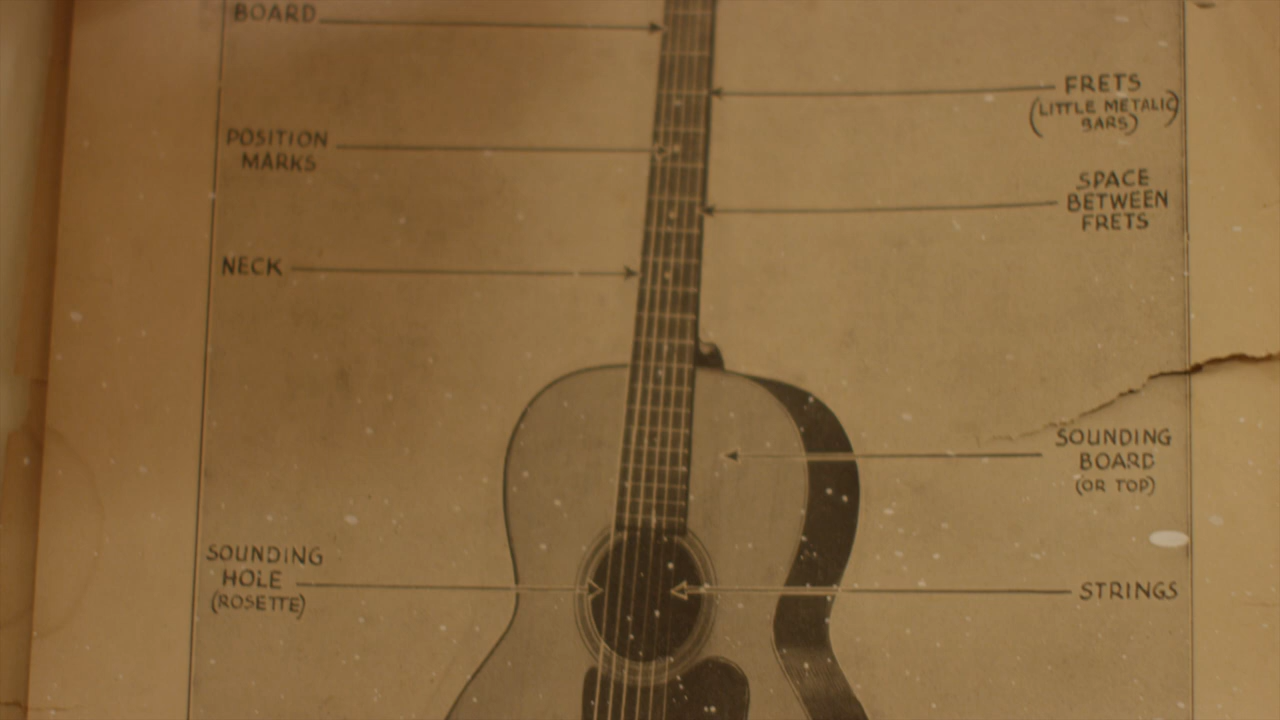 BOARD
POSITION
MARKS
NECK
SOUNDING
HOLE
(ROSETTE)
FRETS
(LITTLE METALIC
BARS)
SPACE
BETWEEN
FRETS
SOUNDING
BOARD
(OR TOP)
STRINGS